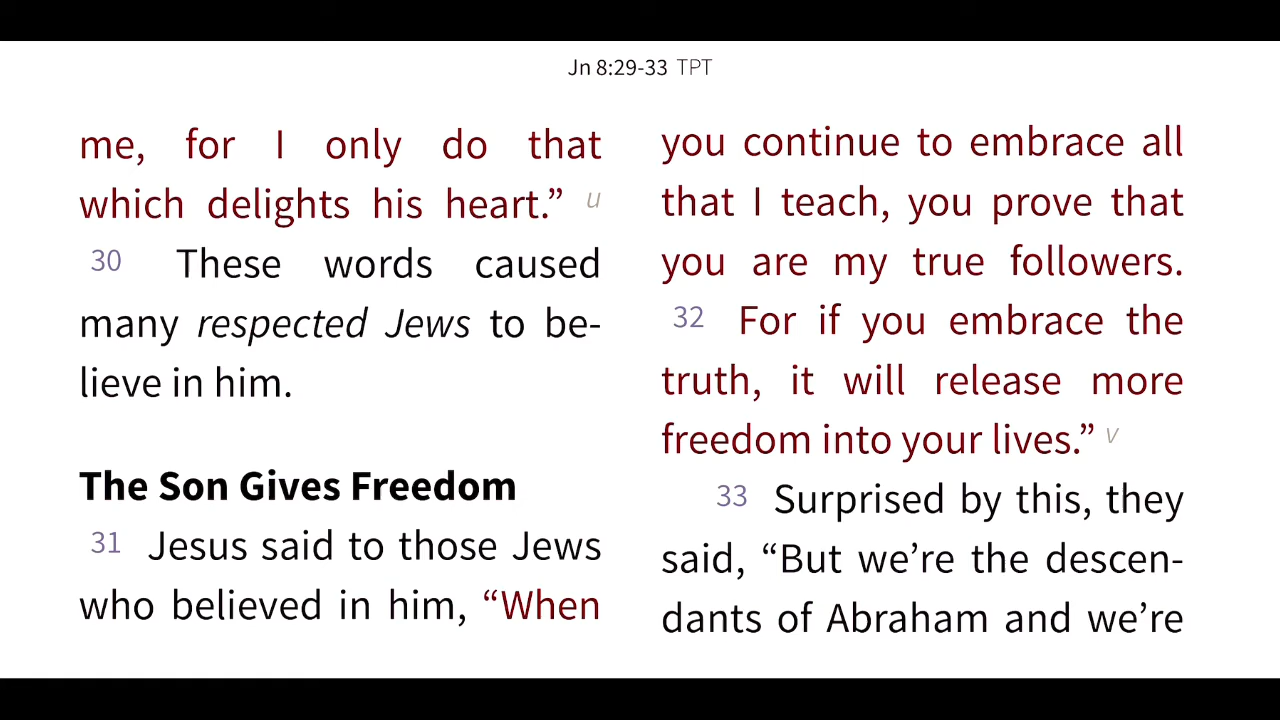 Jn 8:29-33 TPT
me, for I only do that
which delights his heart.” u
30 These words caused
many respected Jews to be-
lieve in him.
The Son Gives Freedom
31 Jesus said to those Jews
who believed in him, “When
you continue to embrace all
that I teach, you prove that
you are my true followers.
32 For if you embrace the
truth, it will release more
freedom into your lives.” v
33 Surprised by this, they
said, “But we’re the descen-
dants of Abraham and we’re